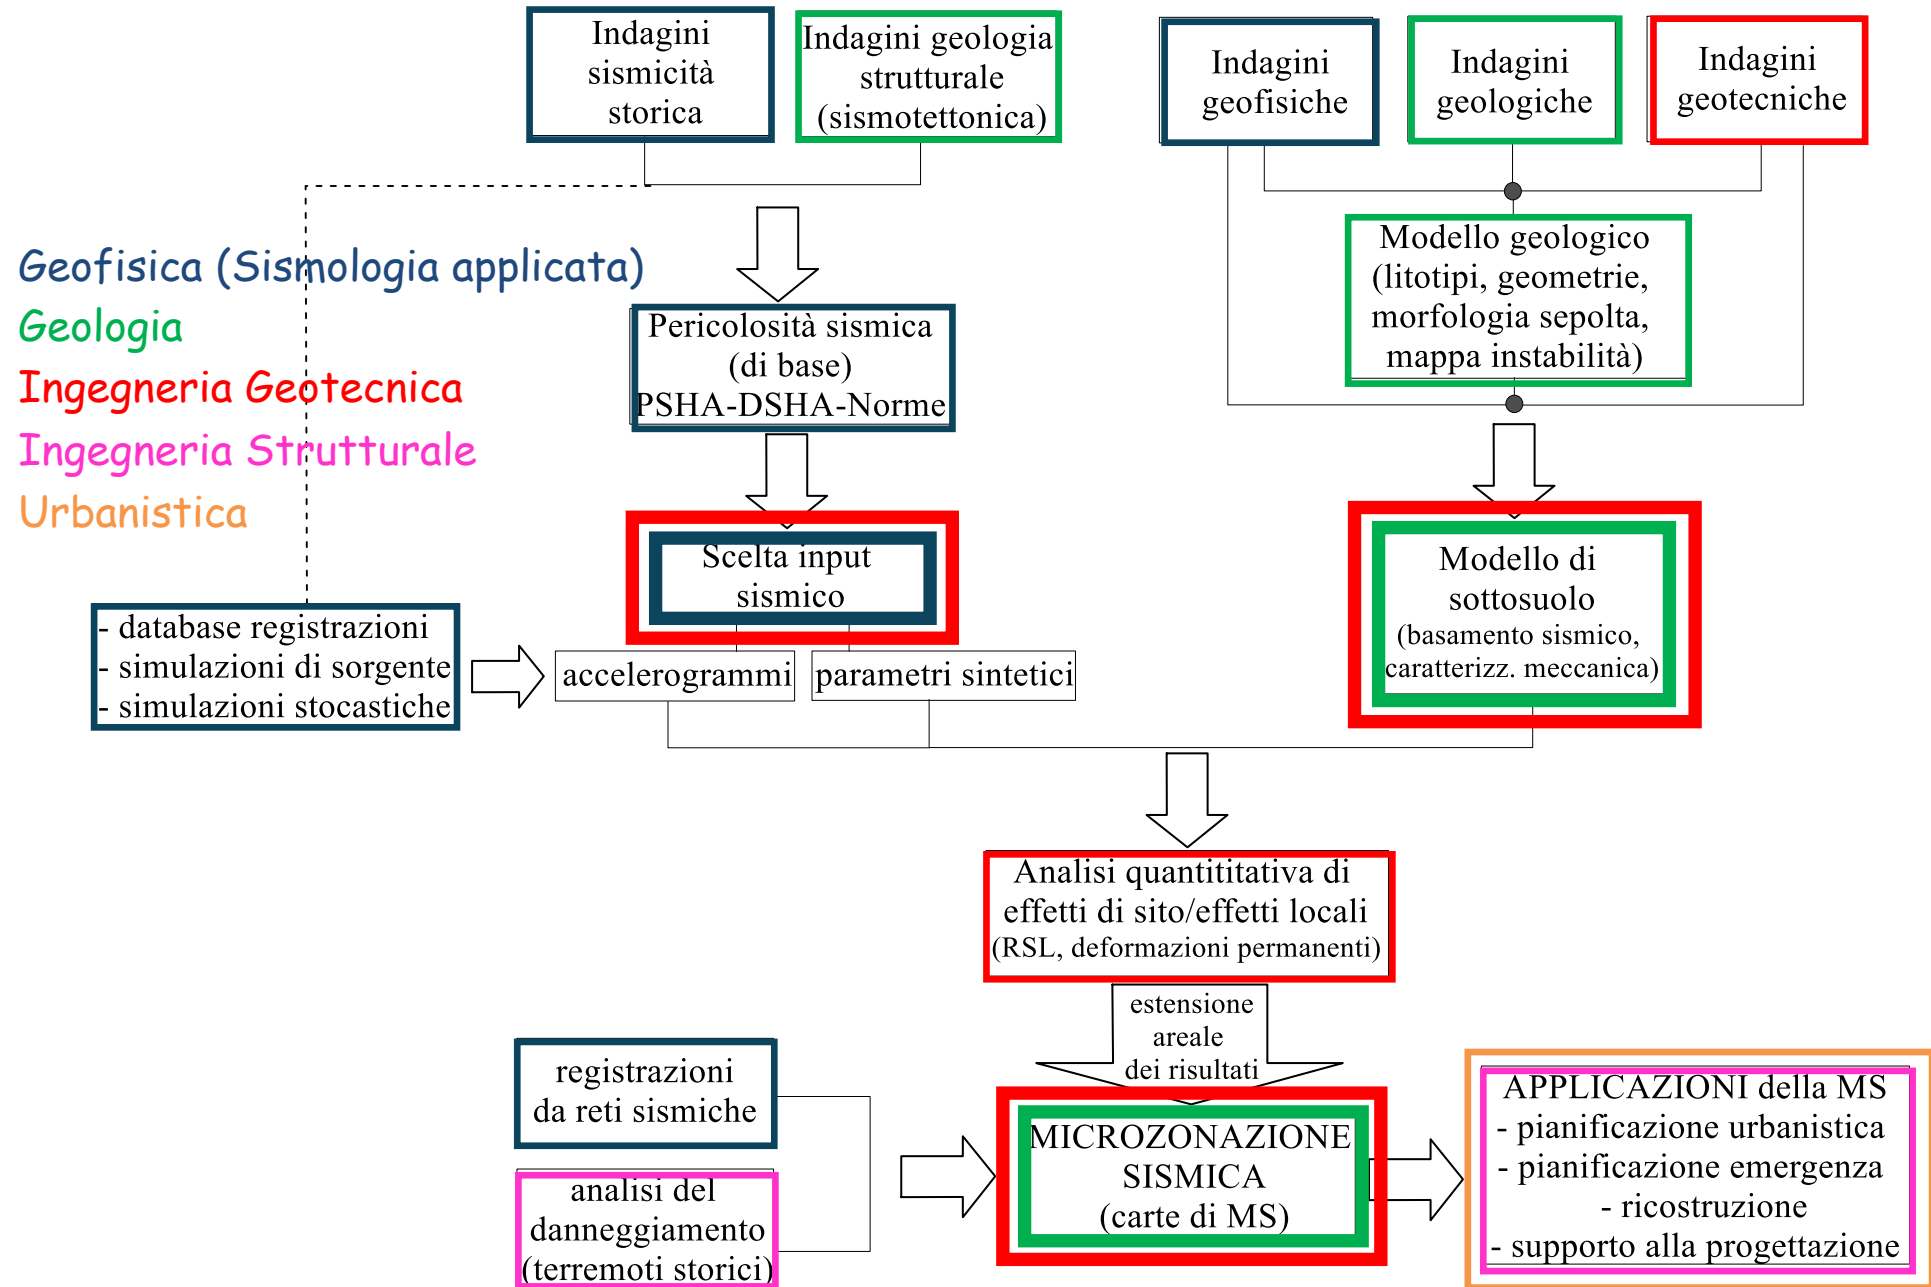 Indagini
sismicità
storica
Indagini geologia
strutturale
(sismotettonica)
Indagini
geofisiche
Indagini
geologiche
Indagini
geotecniche
Geofisica (Sismologia applicata)
Geologia
Ingegneria Geotecnica
Ingegneria Strutturale
Urbanistica
Pericolosità sismica
(di base)
PSHA-DSHA-Norme
Modello geologico
(litotipi, geometrie,
morfologia sepolta,
mappa instabilità)
Scelta input
sismico
Modello di
sottosuolo
(basamento sismico,
caratterizz. meccanica)
- database registrazioni
- simulazioni di sorgente
- simulazioni stocastiche
accelerogrammi
parametri sintetici
Analisi quantititativa di
effetti di sito/effetti locali
(RSL, deformazioni permanenti)
estensione
areale
dei risultati
registrazioni
da reti sismiche
analisi del
danneggiamento
(terremoti storici)
MICROZONAZIONE
SISMICA
(carte di MS)
APPLICAZIONI della MS
- pianificazione urbanistica
- pianificazione emergenza
- ricostruzione
- supporto alla progettazione